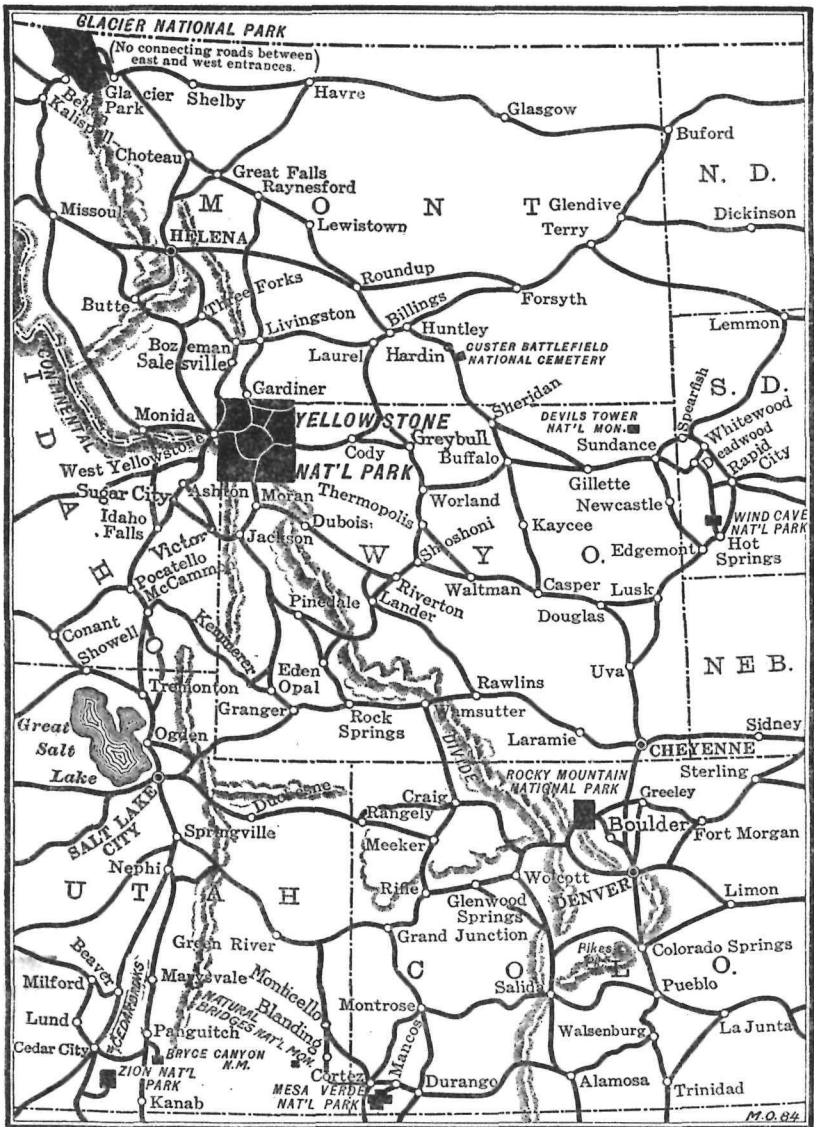 GLACIER NATIONAL PARK
(No connecting roads between
east and west entrances.)
Belton
Glacier
Park
Shelby
Havre
Glasgow
Buford
Kalispell
Choteau
Great Falls
Raynesford
N. D.
M O N T
Glendive
Dickinson
Missoul
Lewistown
Terry
HELENA
Roundup
Forsyth
Butte
Three Forks
Livingston
Billings
Huntley
Lemmon
Bozeman
Salesville
Laurel
Hardin
CUSTER BATTLEFIELD
NATIONAL CEMETERY
CONTINENTAL
Gardiner
Sheridan
S. D.
Spearfish
Monida
YELLOWSTONE
NAT'L PARK
DEVILS TOWER
NAT'L MON.
Whitewood
Deadwood
West Yellowstone
Cody
Greybull
Buffalo
Sundance
Rapid
City
Gillette
Sugar City
Ashton
Moran
Thermopolis
Worland
Newcastle
Idaho
Falls
Dubois
WIND CAVE
NAT'L PARK
I D A H O
Victor
Jackson
Shoshoni
Kaycee
W Y O.
Edgemont
Hot
Springs
Pocatello
McCammon
Riverton
Waltman
Casper
Lusk
Pinedale
Lander
Douglas
Conant
Showell
Kemmerer
Eden
Opal
Uva
NEB.
Tremonton
Rawlins
Granger
Rock
Springs
Wamsutter
Great
Salt
Lake
Ogden
Laramie
CHEYENNE
Sidney
DIVIDE
ROCKY MOUNTAIN
NATIONAL PARK
Sterling
SALT LAKE
CITY
Duchesne
Craig
Rangely
Greeley
Boulder
Fort Morgan
Springville
Meeker
Nephi
Rifle
Wolcott
DENVER
Limon
U T A H
Glenwood
Springs
Green River
Grand Junction
Pikes
Pk.
Colorado Springs
Beaver
Milford
Marysvale
Monticello
C O L O.
CEDAR BREAKS
NATURAL
BRIDGES NAT'L MON.
Blanding
Montrose
Salida
Pueblo
Lund
Panguitch
Walsenburg
La Junta
Cedar City
BRYCE CANYON
N.M.
Mancos
ZION NAT'L
PARK
Cortez
MESA VERDE
NAT'L PARK
Durango
Alamosa
Kanab
Trinidad
M.O. 84